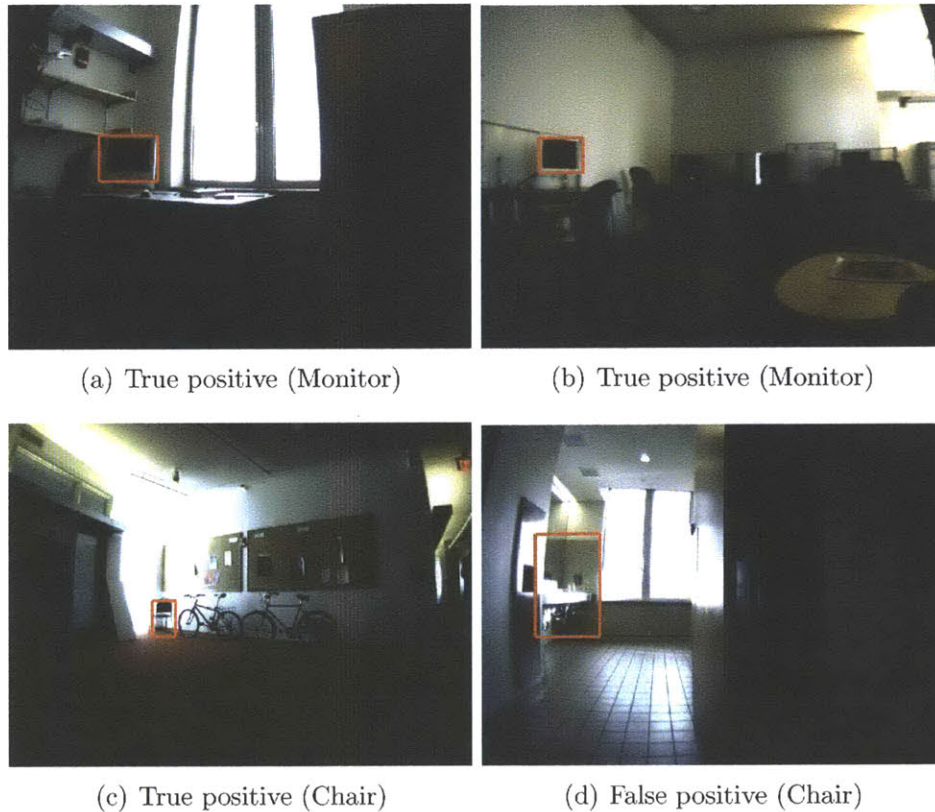 (a) True positive (Monitor)
(b) True positive (Monitor)
(c) True positive (Chair)
(d) False positive (Chair)